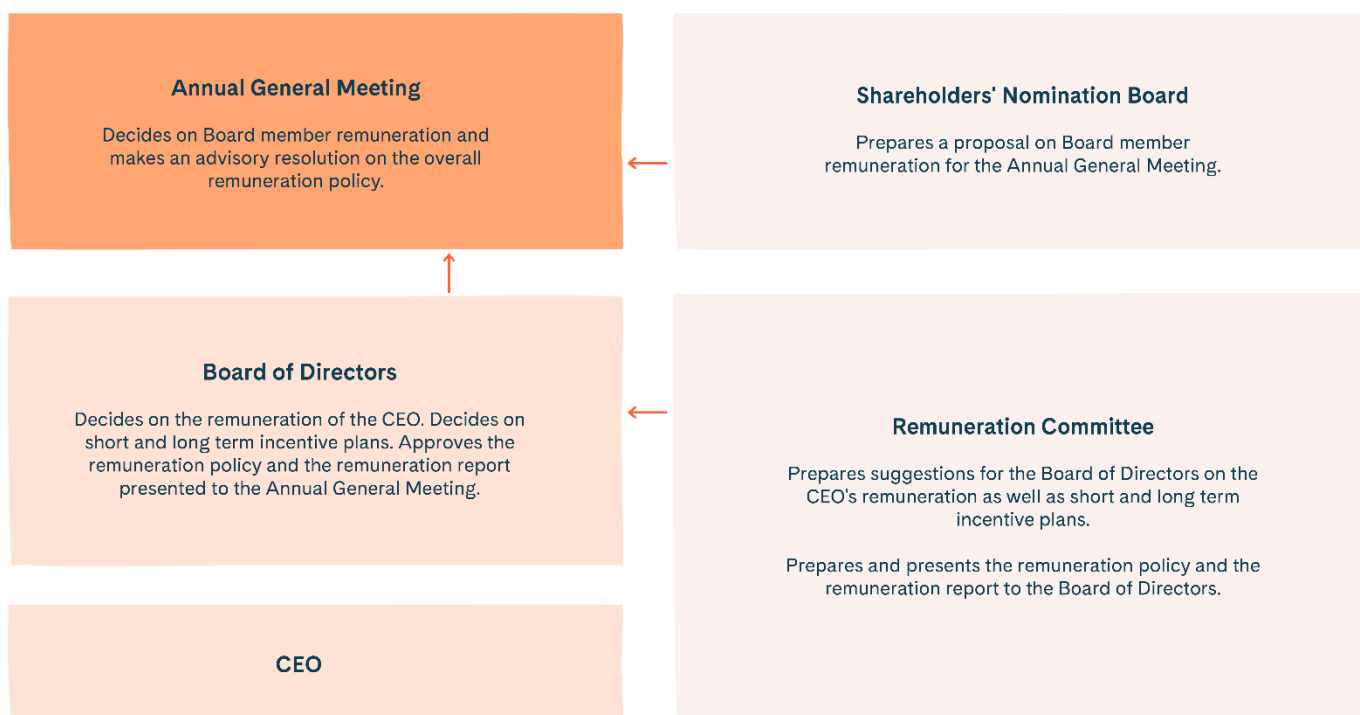 Annual General Meeting
Decides on Board member remuneration and
makes an advisory resolution on the overall
remuneration policy.
Shareholders' Nomination Board
Prepares a proposal on Board member
remuneration for the Annual General Meeting.
Board of Directors
Decides on the remuneration of the CEO. Decides on
short and long term incentive plans. Approves the
remuneration policy and the remuneration report
presented to the Annual General Meeting.
Remuneration Committee
Prepares suggestions for the Board of Directors on the
CEO's remuneration as well as short and long term
incentive plans.
Prepares and presents the remuneration policy and the
remuneration report to the Board of Directors.
CEO